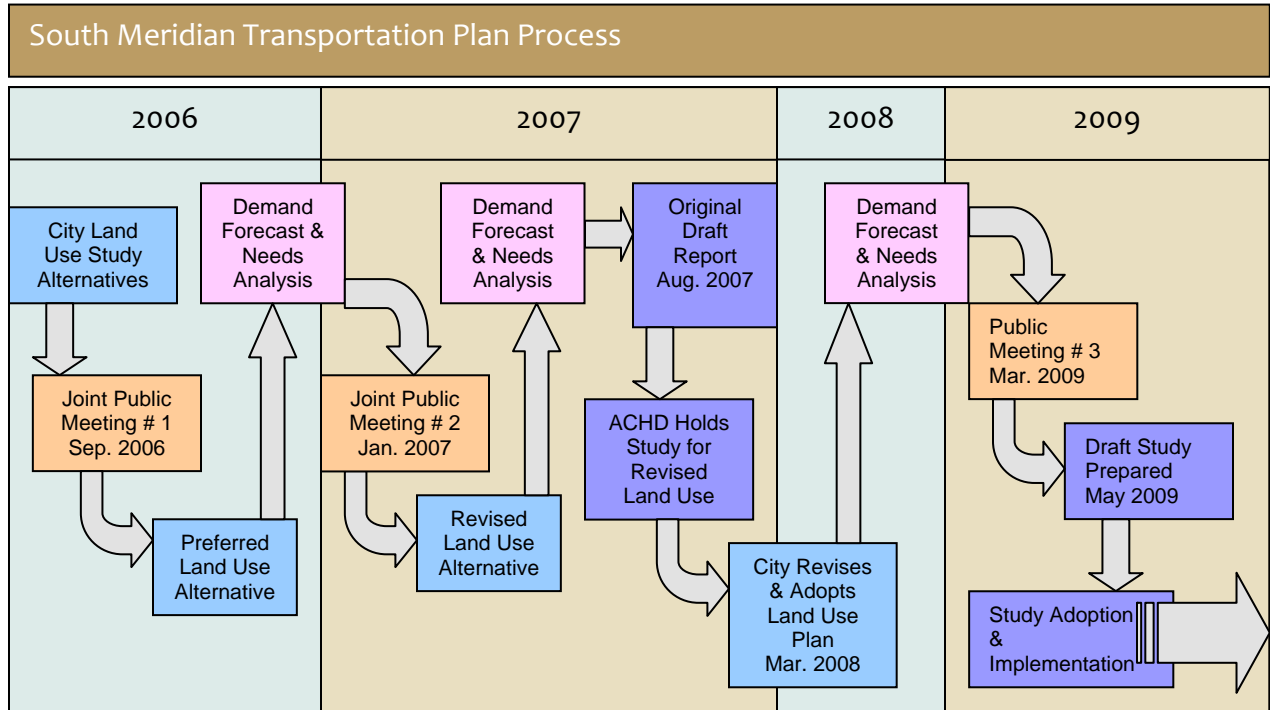 South Meridian Transportation Plan Process
2006
2007
2008
2009
City Land
Use Study
Alternatives
Joint Public
Meeting # 1
Sep. 2006
Preferred
Land Use
Alternative
Demand
Forecast &
Needs
Analysis
Joint Public
Meeting # 2
Jan. 2007
Revised
Land Use
Alternative
Demand
Forecast
& Needs
Analysis
Original
Draft
Report
Aug. 2007
ACHD Holds
Study for
Revised
Land Use
City Revises
& Adopts
Land Use
Plan
Mar. 2008
Demand
Forecast
& Needs
Analysis
Public
Meeting # 3
Mar. 2009
Draft Study
Prepared
May 2009
Study Adoption
&
Implementation